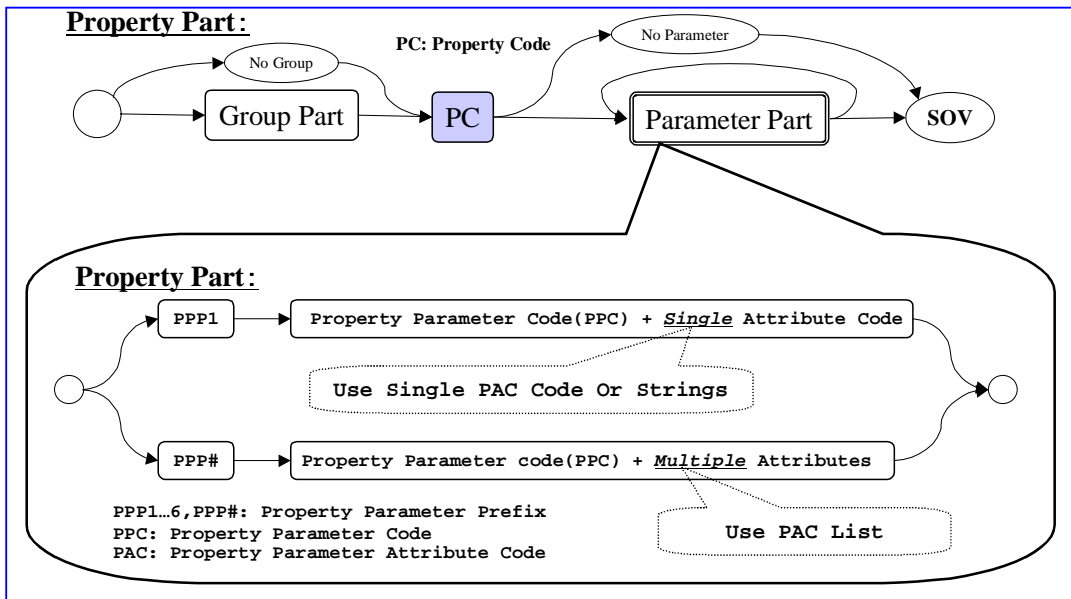 Property Part:
PC: Property Code
No Parameter
No Group
Group Part
PC
Parameter Part
SOV
Property Part:
PPP1
Property Parameter Code(PPC) + Single Attribute Code
Use Single PAC Code Or Strings
PPP#
Property Parameter code(PPC) + Multiple Attributes
PPP1…6,PPP#: Property Parameter Prefix
PPC: Property Parameter Code
PAC: Property Parameter Attribute Code
Use PAC List